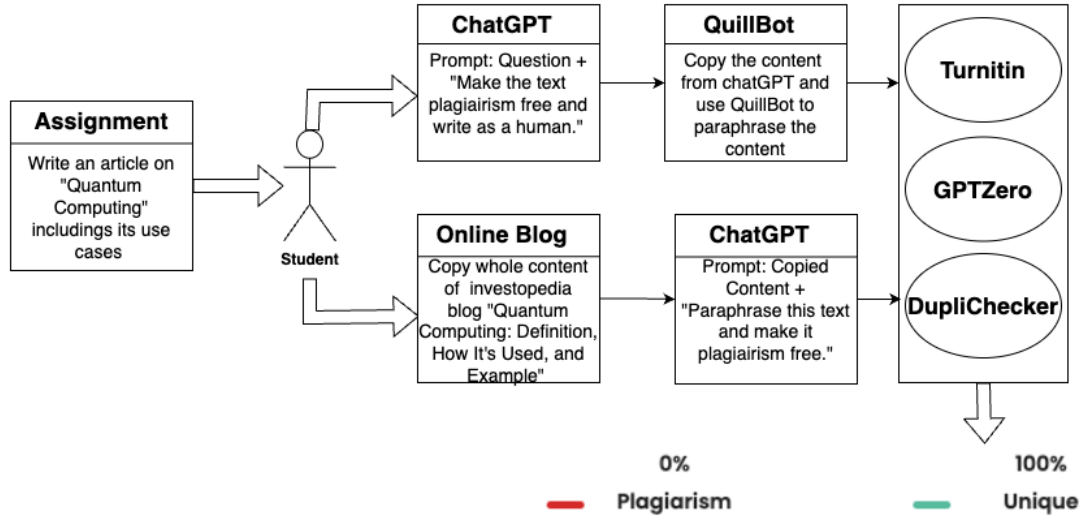 Assignment
Write an article on
"Quantum
Computing"
includings its use
cases
Student
ChatGPT
Prompt: Question +
"Make the text
plagiairism free and
write as a human."
QuillBot
Copy the content
from chatGPT and
use QuillBot to
paraphrase the
content
Online Blog
Copy whole content
of investopedia
blog "Quantum
Computing: Definition,
How It's Used, and
Example"
ChatGPT
Prompt: Copied
Content +
"Paraphrase this text
and make it
plagiairism free."
Turnitin
GPTZero
DupliChecker
0%
Plagiarism
100%
Unique